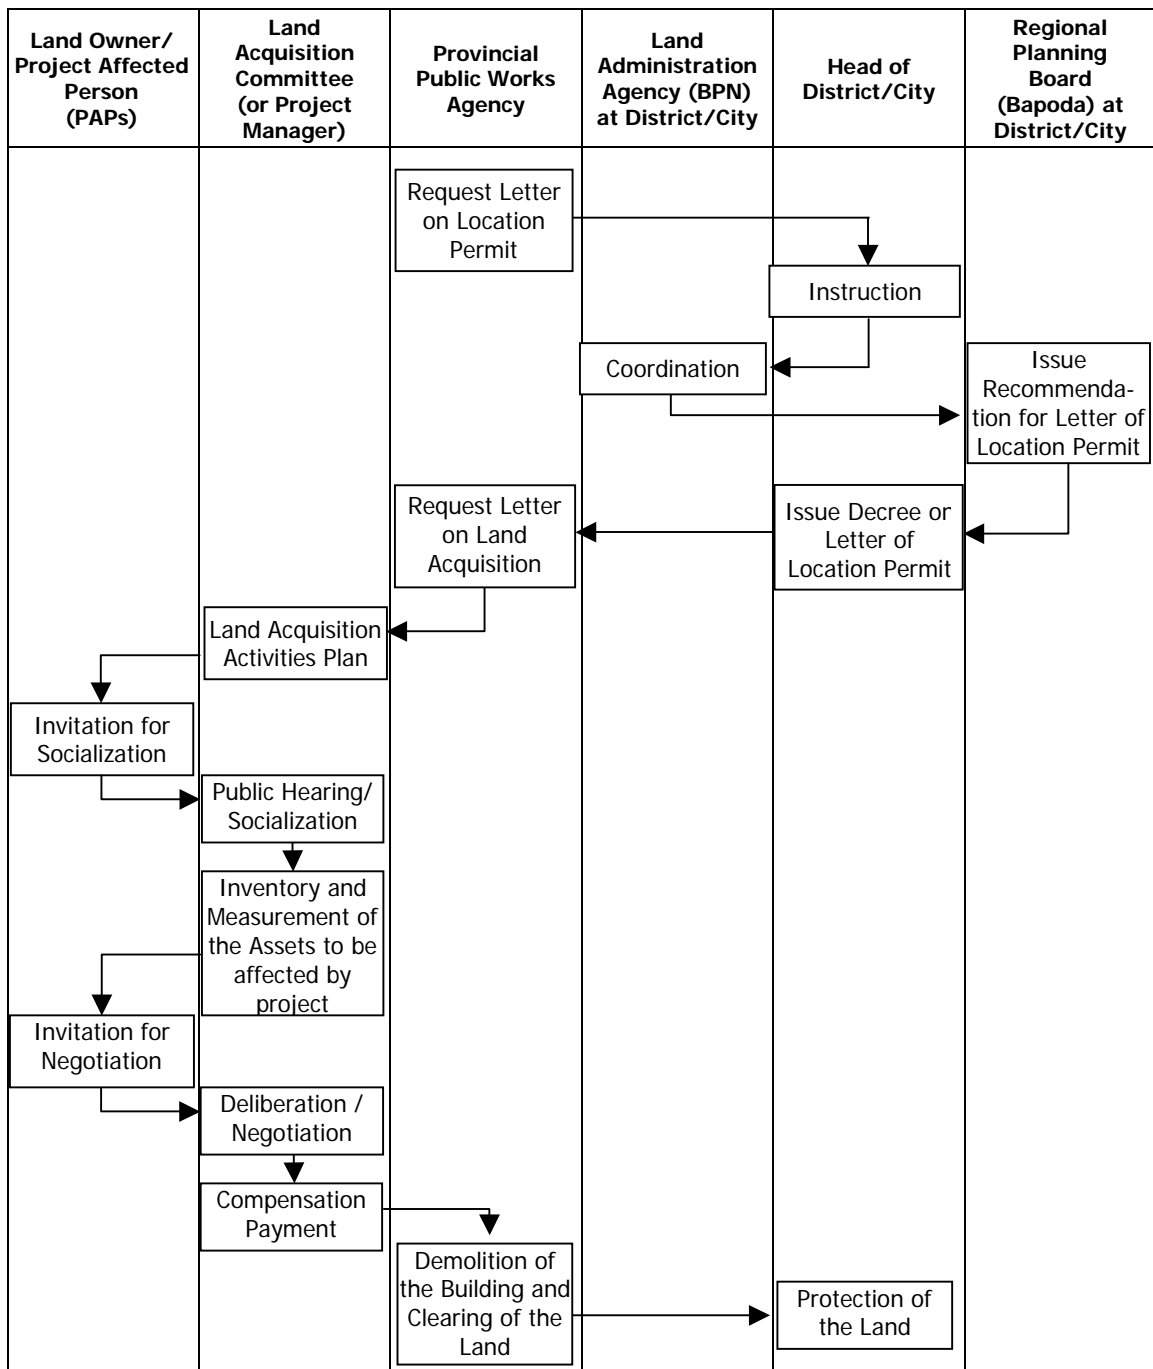 Land Owner/
Project Affected
Person
(PAPs)
Land
Acquisition
Committee
(or Project
Manager)
Provincial
Public Works
Agency
Land
Administration
Agency (BPN)
at District/City
Head of
District/City
Regional
Planning
Board
(Bapoda) at
District/City
Request Letter
on Location
Permit
Instruction
Coordination
Issue
Recommenda-
tion for Letter of
Location Permit
Issue Decree or
Letter of
Location Permit
Request Letter
on Land
Acquisition
Land Acquisition
Activities Plan
Invitation for
Socialization
Public Hearing/
Socialization
Inventory and
Measurement of
the Assets to be
affected by
project
Invitation for
Negotiation
Deliberation /
Negotiation
Compensation
Payment
Demolition of
the Building and
Clearing of the
Land
Protection of
the Land